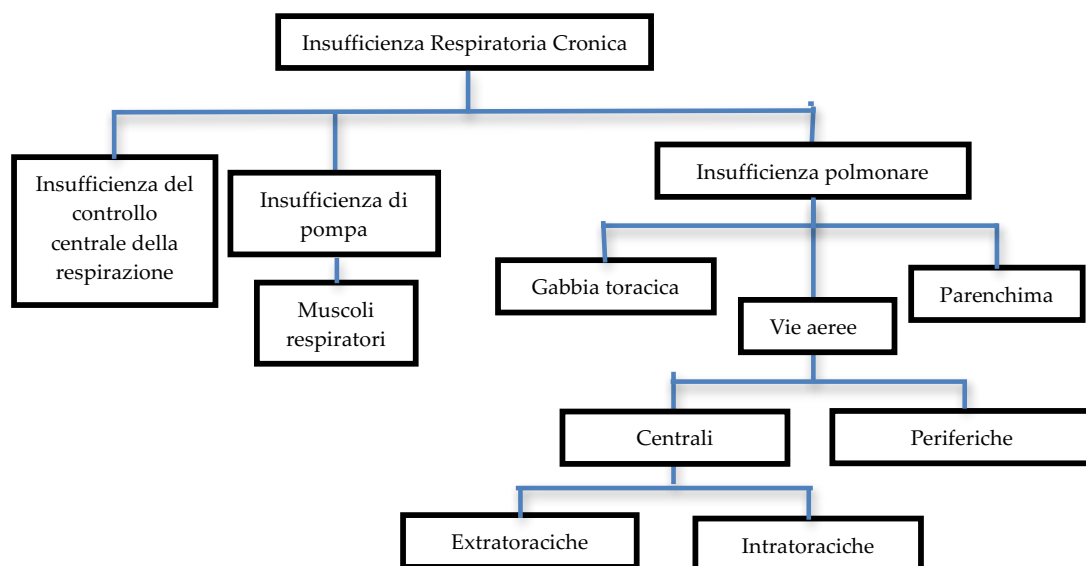 Insufficienza Respiratoria Cronica
Insufficienza del
controllo
centrale della
respirazione
Insufficienza di
pompa
Insufficienza polmonare
Muscoli
respiratori
Gabbia toracica
Vie aeree
Parenchima
Centrali
Periferiche
Extratoraciche
Intratoraciche